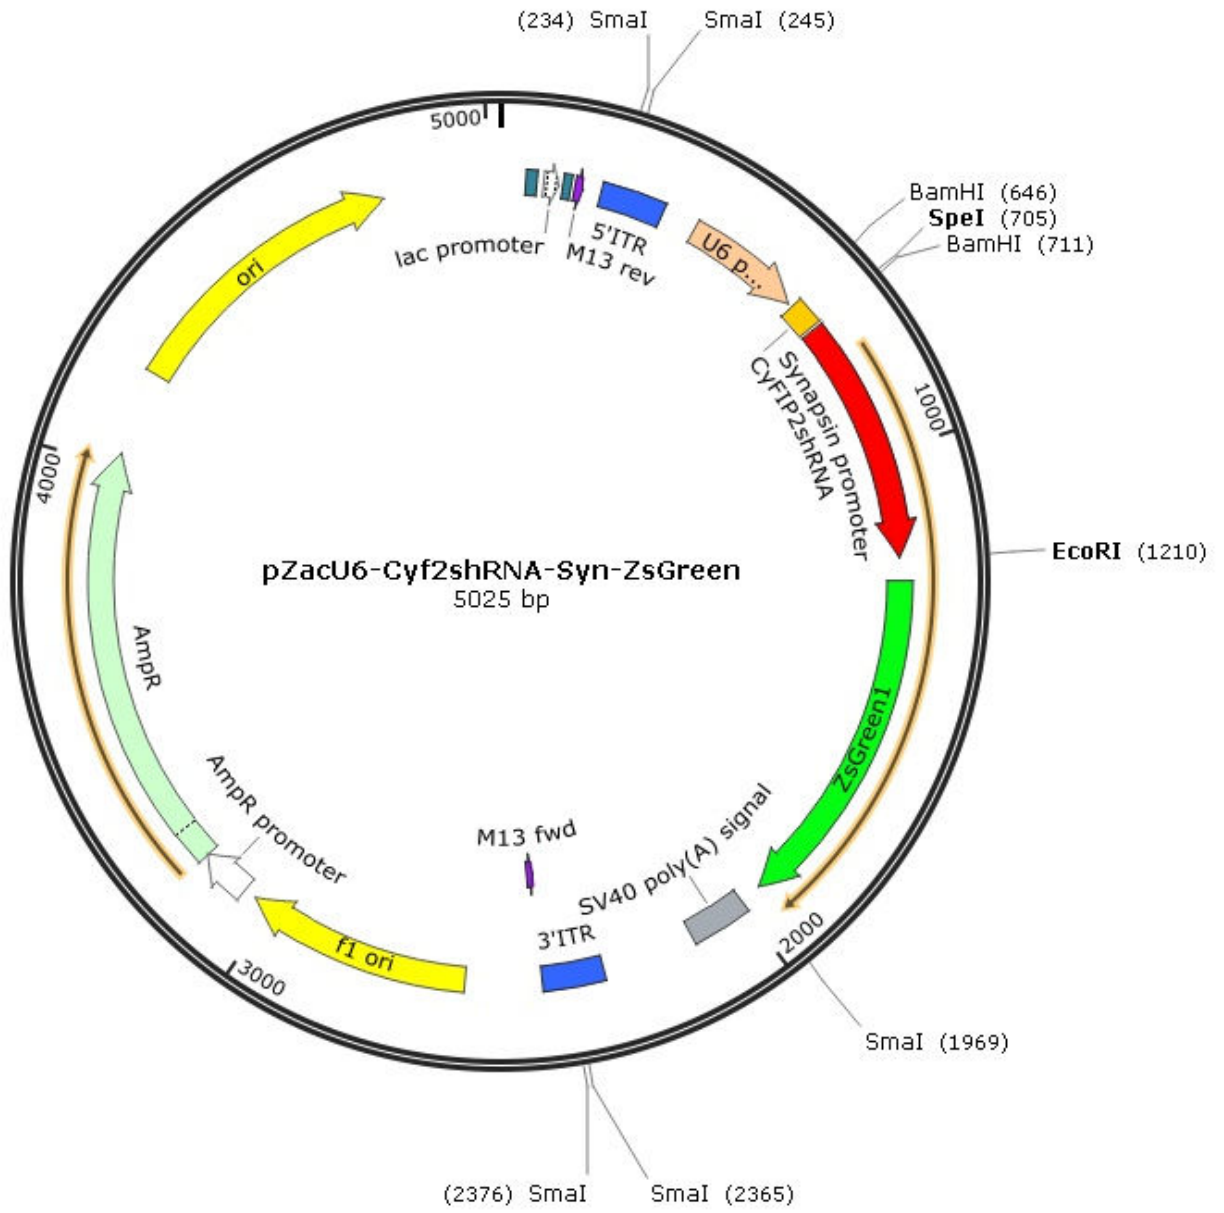 (234) SmaI
SmaI (245)
5000
BamHI (646)
SpeI (705)
BamHI (711)
lac promoter
M13 rev
5'ITR
U6 p...
ori
Synapsin promoter
CyFIP2shRNA
1000
4000
EcoRI (1210)
pZacU6-Cyf2shRNA-Syn-ZsGreen
5025 bp
AmpR
ZsGreen1
AmpR promoter
M13 fwd
SV40 poly(A) signal
3'ITR
f1 ori
2000
3000
SmaI (1969)
(2376) SmaI
SmaI (2365)